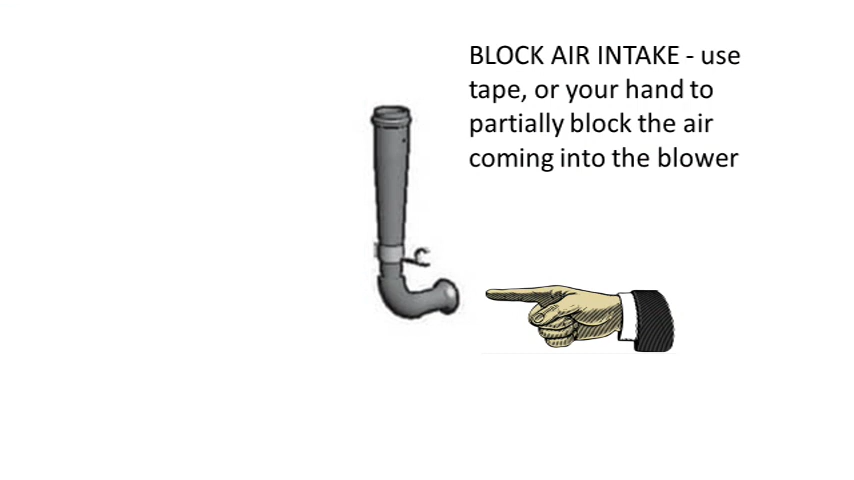 BLOCK AIR INTAKE - use
tape, or your hand to
partially block the air
coming into the blower